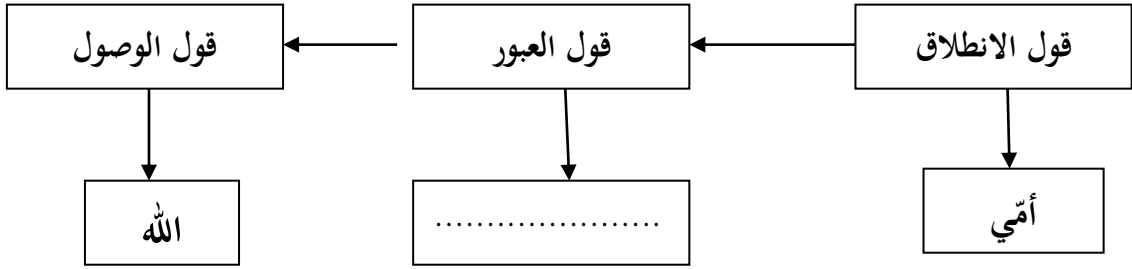 قول الانطلاق
قول العبور
قول الوصول
أمّي
.....................
الله